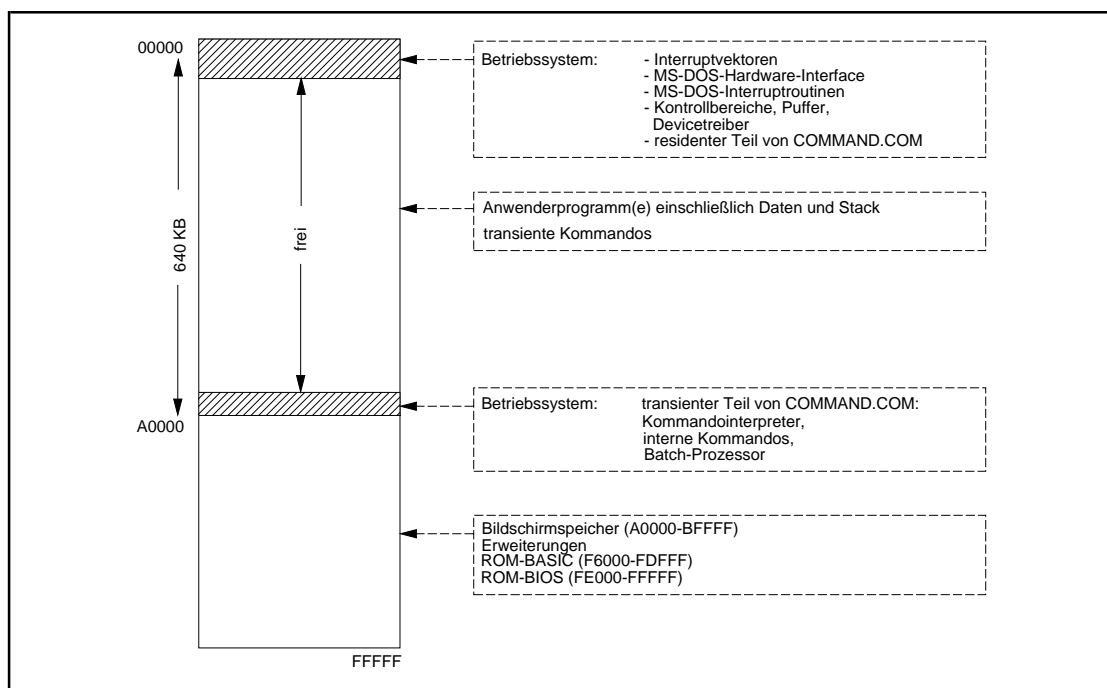 00000
640 KB
frei
A0000
FFFFF
Betriebssystem: - Interruptvektoren
- MS-DOS-Hardware-Interface
- MS-DOS-Interruptroutinen
- Kontrollbereiche, Puffer,
Devicetreiber
- residenter Teil von COMMAND.COM
Anwenderprogramm(e) einschließlich Daten und Stack
transiente Kommandos
Betriebssystem: transienter Teil von COMMAND.COM:
Kommandointerpreter,
interne Kommandos,
Batch-Prozessor
Bildschirmspeicher (A0000-BFFFF)
Erweiterungen
ROM-BASIC (F6000-FDFFF)
ROM-BIOS (FE000-FFFFF)